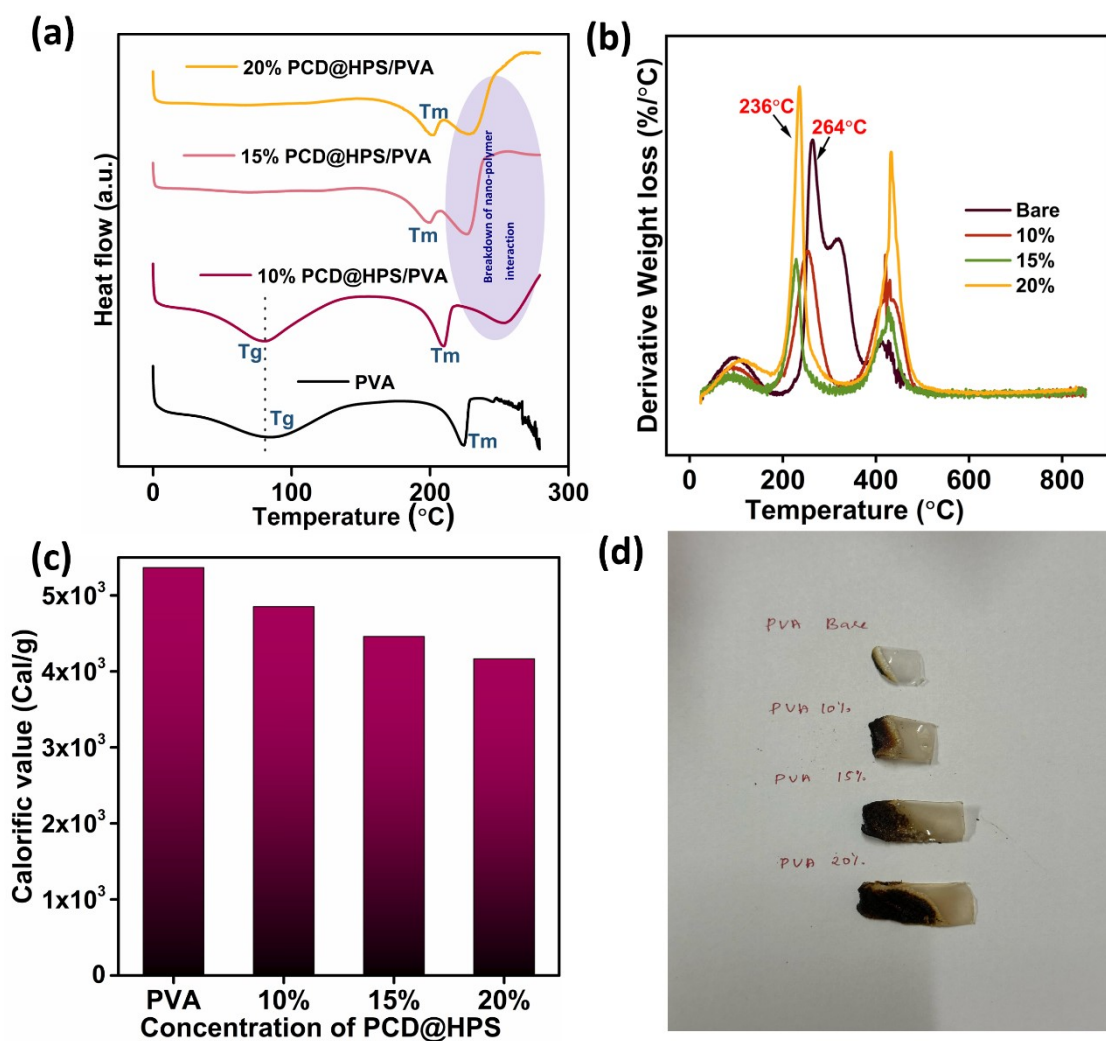 (a)
20% PCD@HPS/PVA
Tm
15% PCD@HPS/PVA
Tm
10% PCD@HPS/PVA
Tg
Tm
PVA
Tg
Tm
Breakdown of nano-polymer
interaction
Heat flow (a.u.)
0
100
200
300
Temperature (°C)
(b)
236°C
264°C
Bare
10%
15%
20%
Derivative Weight loss (%/°C)
0
200
400
600
800
Temperature (°C)
(c)
5x10³
4x10³
3x10³
2x10³
1x10³
0
Calorific value (Cal/g)
PVA
10%
15%
20%
Concentration of PCD@HPS
(d)
PVA Bare
PVA 10%
PVA 15%
PVA 20%